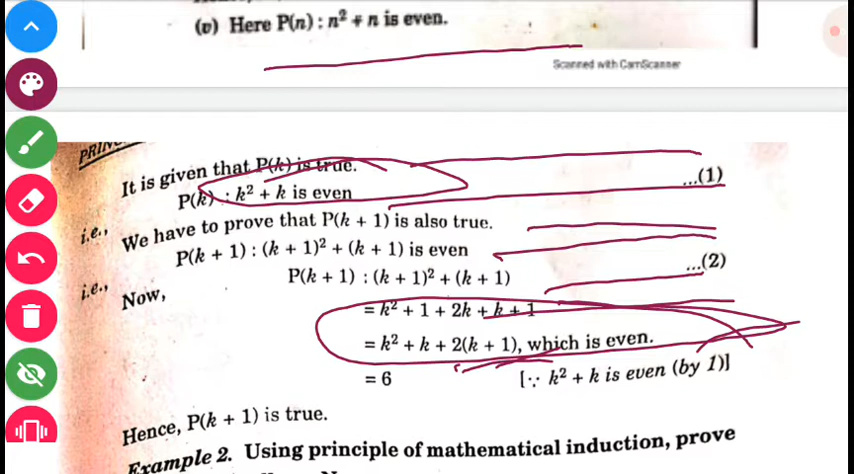 (v) Here P(n) : n² + n is even.
Scanned with CamScanner
It is given that P(k) is true.
i.e., P(k) : k² + k is even ...(1)
We have to prove that P(k + 1) is also true.
i.e., P(k + 1) : (k + 1)² + (k + 1) is even ...(2)
Now, P(k + 1) : (k + 1)² + (k + 1)
= k² + 1 + 2k + k + 1
= k² + k + 2(k + 1), which is even.
= 6 [∵ k² + k is even (by 1)]
Hence, P(k + 1) is true.
Example 2. Using principle of mathematical induction, prove